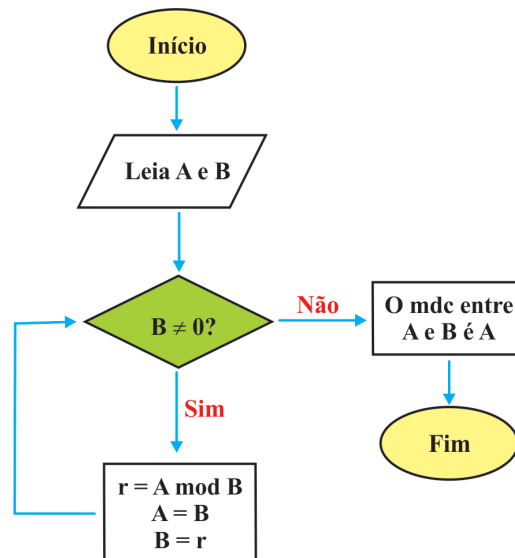 Início
Leia A e B
B ≠ 0?
Não
O mdc entre
A e B é A
Sim
Fim
r = A mod B
A = B
B = r